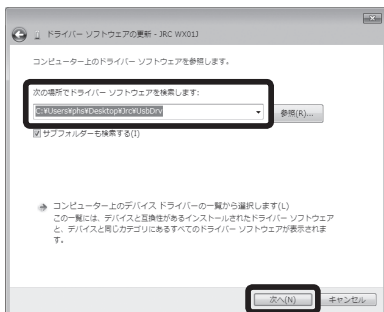 ドライバー ソフトウェアの更新 - JRC WX01J
コンピューター上のドライバー ソフトウェアを参照します。
次の場所でドライバー ソフトウェアを検索します:
C:¥Users¥phs¥Desktop¥Jrc¥UsbDrv
参照(R)...
サブフォルダーも検索する(I)
コンピューター上のデバイス ドライバーの一覧から選択します(L)
この一覧には、デバイスと互換性があるインストールされたドライバー ソフトウェア
と、デバイスと同じカテゴリにあるすべてのドライバー ソフトウェアが表示されま
す。
次へ(N) キャンセル